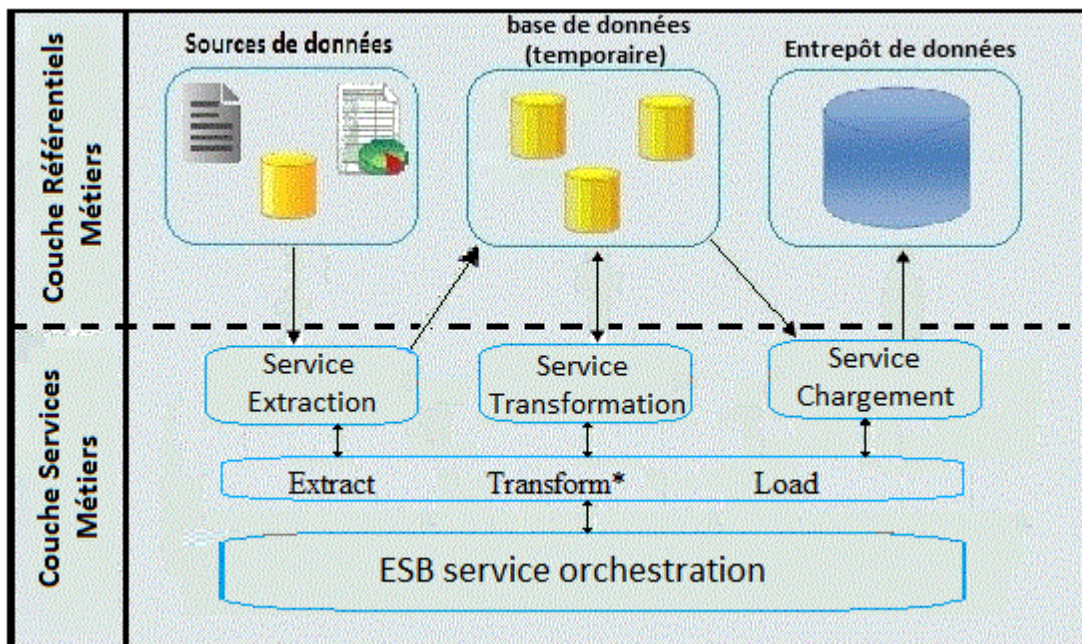 Sources de données
base de données
(temporaire)
Entrepôt de données
Couche Référentiels
Métiers
Service
Extraction
Service
Transformation
Service
Chargement
Extract
Transform*
Load
ESB service orchestration
Couche Services
Métiers